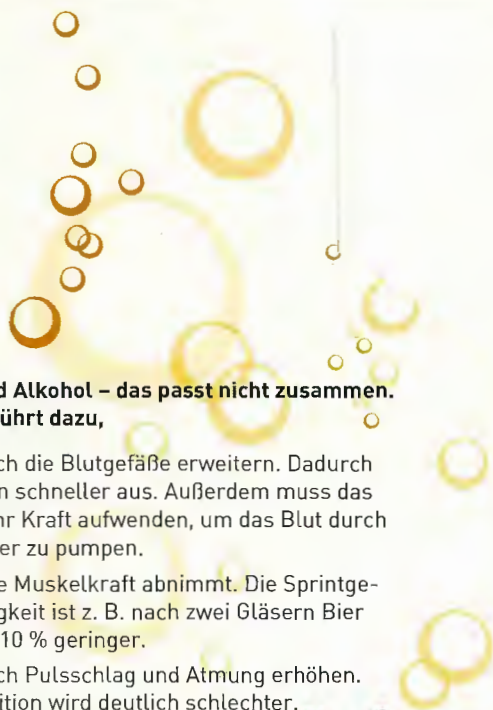 d Alkohol – das passt nicht zusammen.
ührt dazu,
ch die Blutgefäße erweitern. Dadurch
n schneller aus. Außerdem muss das
hr Kraft aufwenden, um das Blut durch
er zu pumpen.
e Muskelkraft abnimmt. Die Sprintge-
gkeit ist z. B. nach zwei Gläsern Bier
10 % geringer.
ch Pulsschlag und Atmung erhöhen.
ition wird deutlich schlechter.